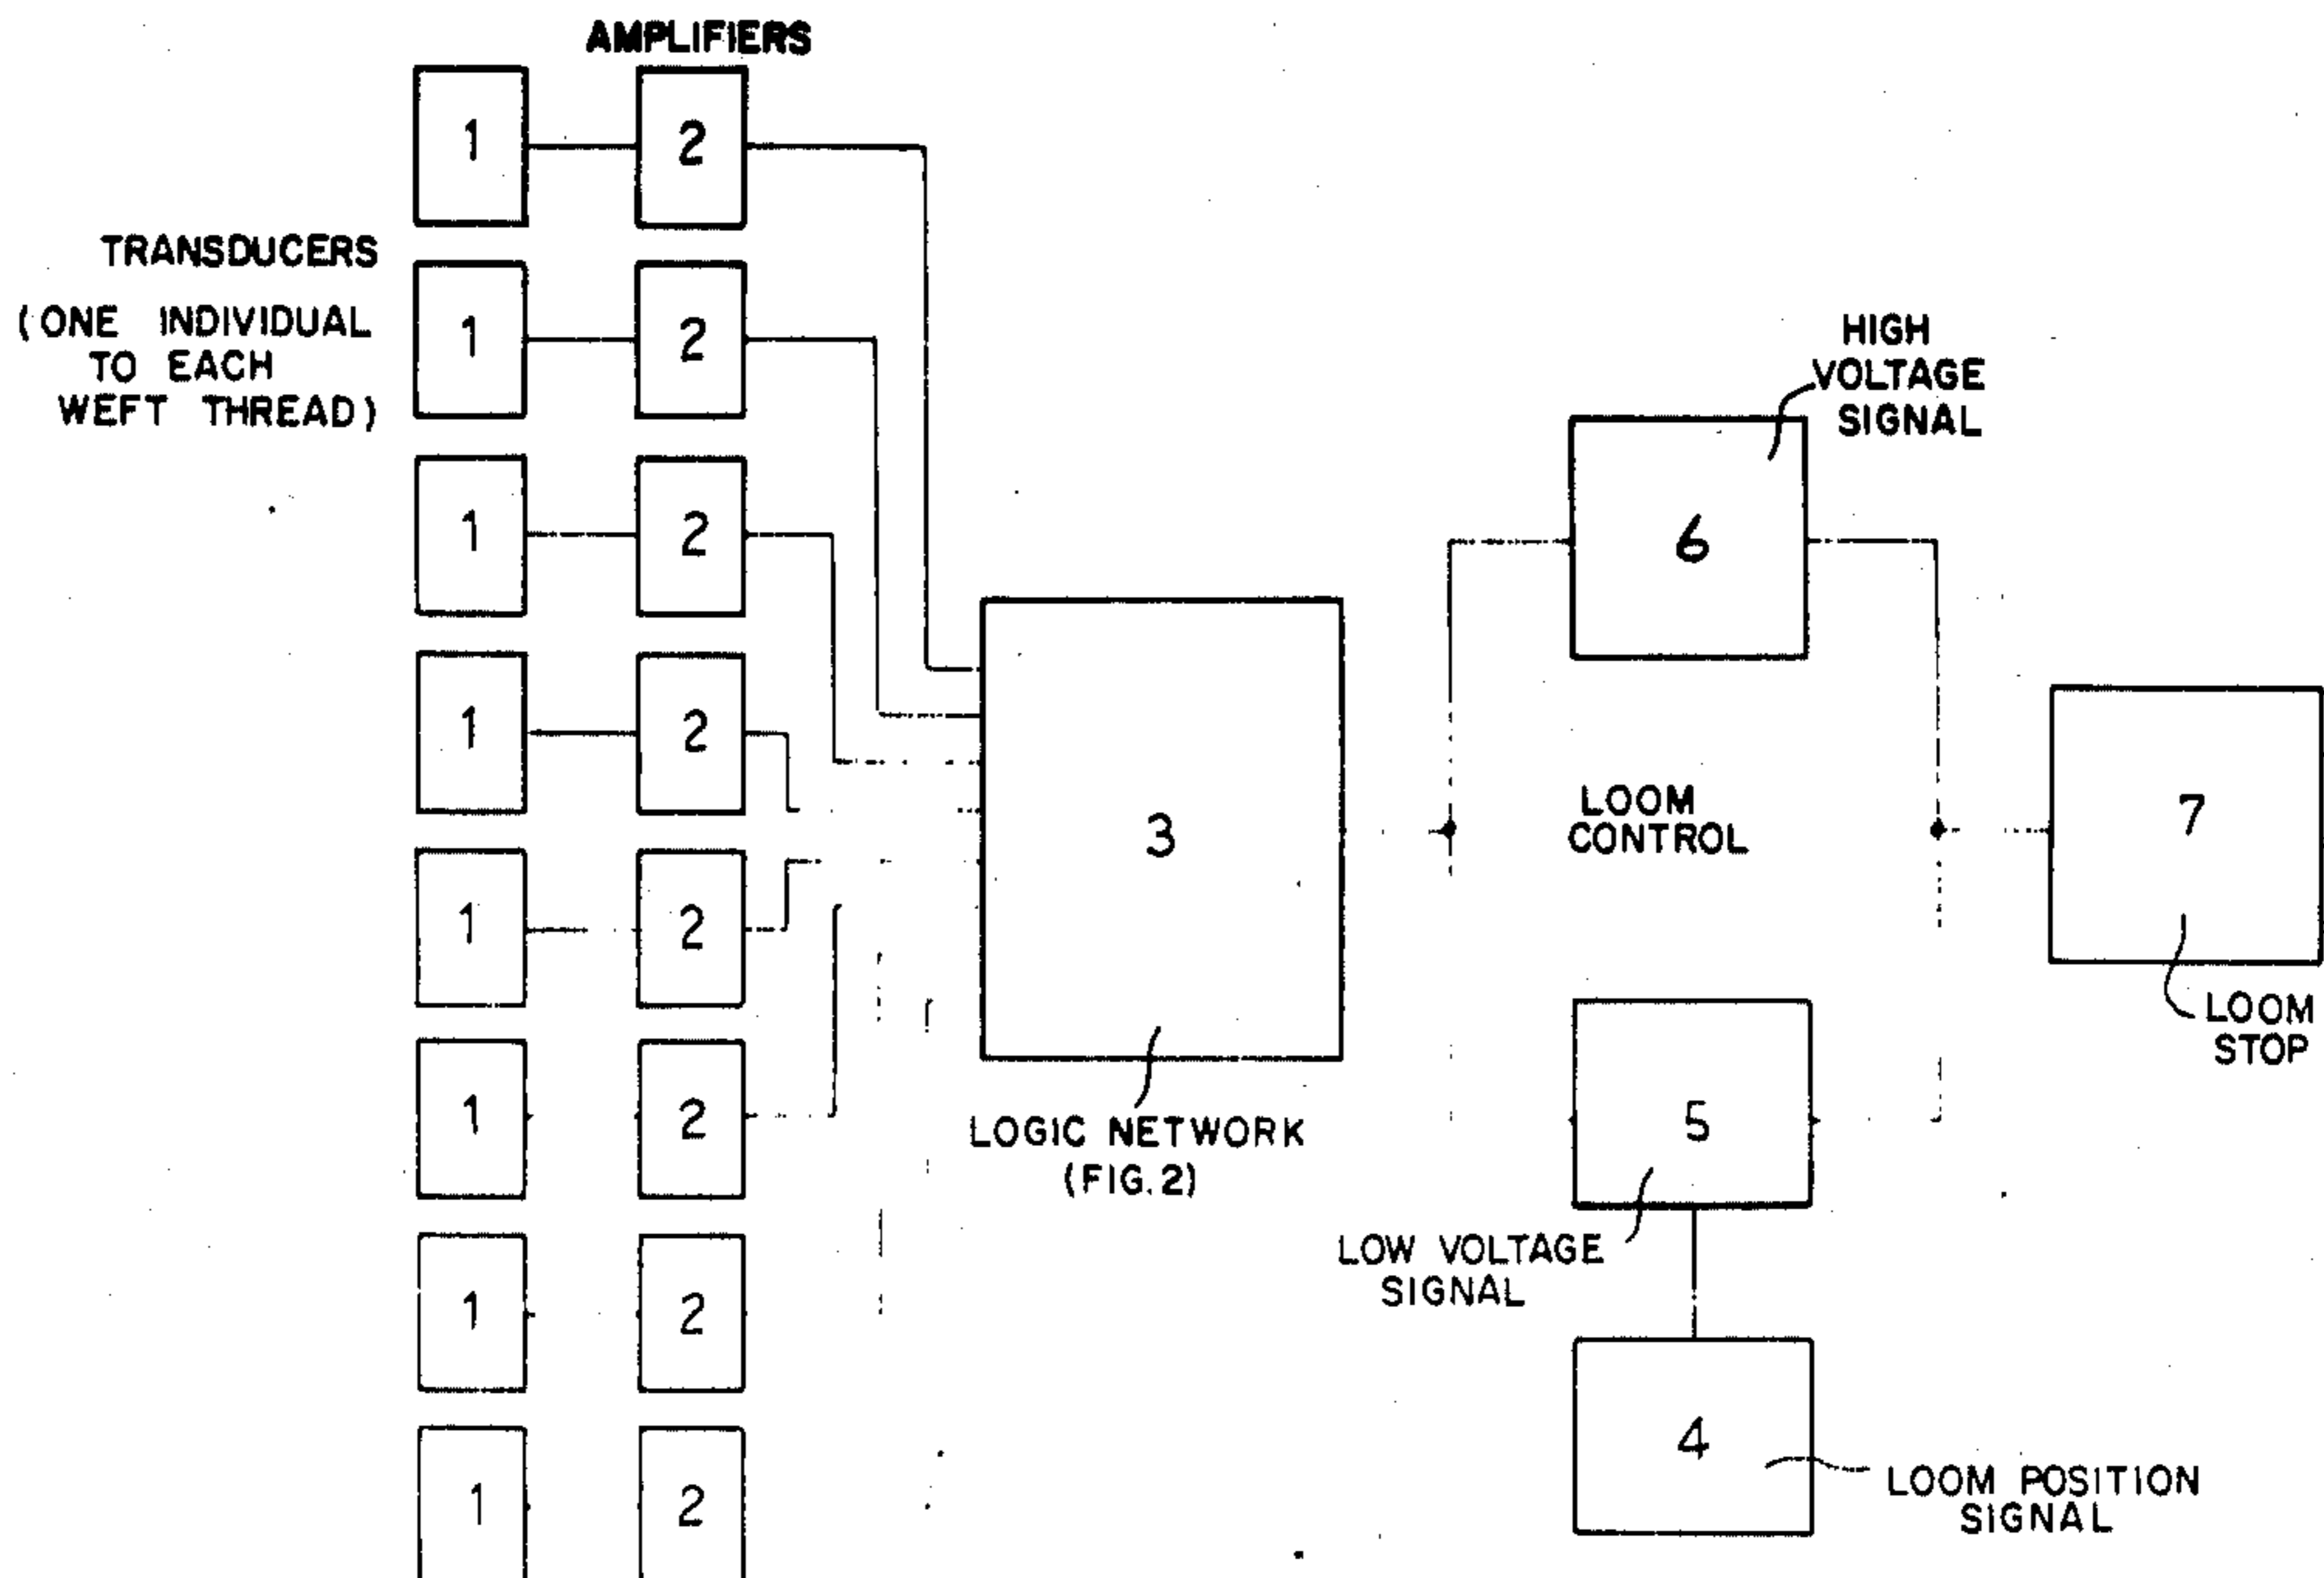 AMPLIFIERS
1 2
TRANSDUCERS
(ONE INDIVIDUAL
TO EACH
WEFT THREAD)
1 2
1 2
1 2
1 2
1 2
1 2
1 2
3
LOGIC NETWORK
(FIG. 2)
HIGH
VOLTAGE
SIGNAL
6
LOOM
CONTROL
7
LOOM
STOP
5
LOW VOLTAGE
SIGNAL
4
LOOM POSITION
SIGNAL